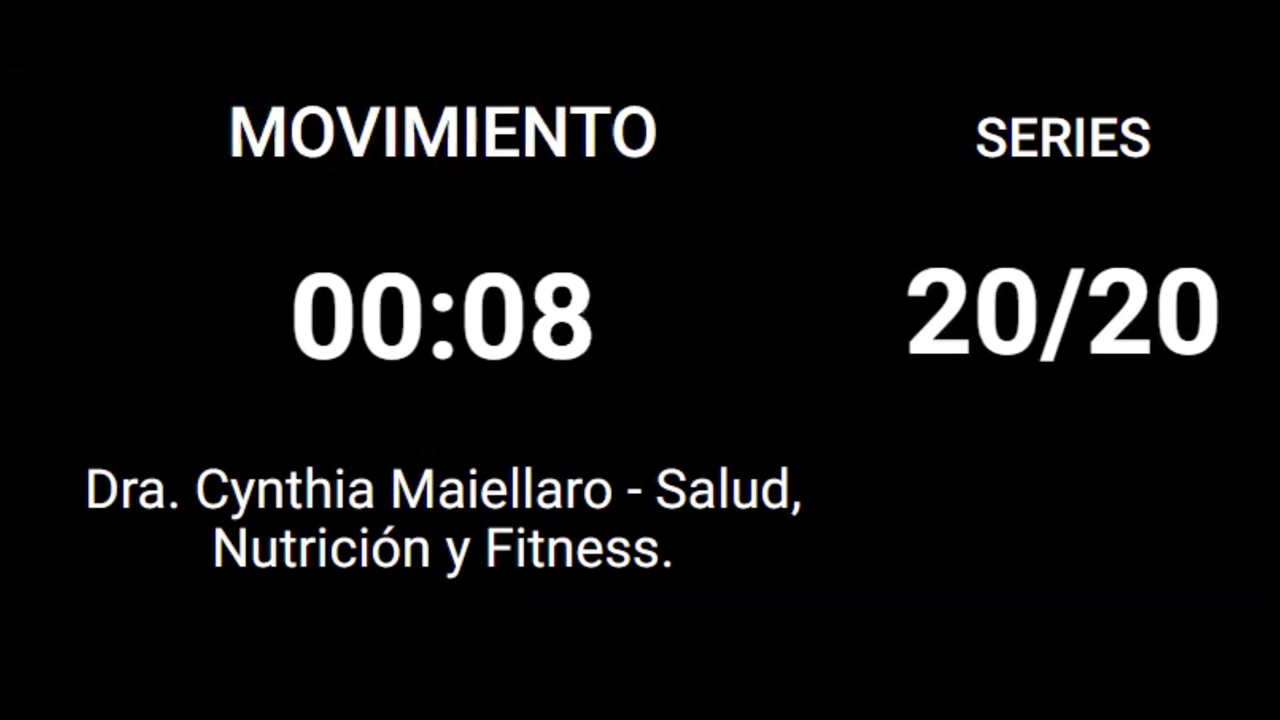 MOVIMIENTO
SERIES
00:08
20/20
Dra. Cynthia Maiellaro - Salud,
Nutrición y Fitness.